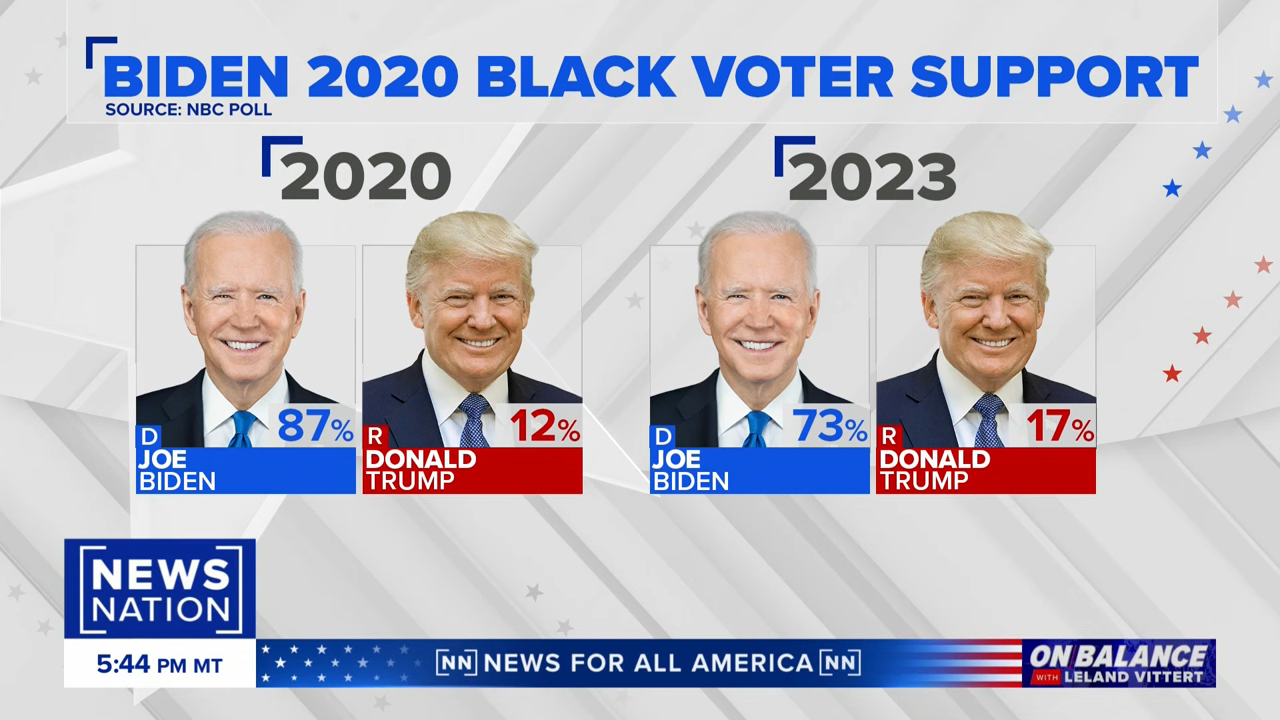 BIDEN 2020 BLACK VOTER SUPPORT
SOURCE: NBC POLL
2020
2023
87%
12%
73%
17%
D
JOE
BIDEN
R
DONALD
TRUMP
D
JOE
BIDEN
R
DONALD
TRUMP
NEWS
NATION
5:44 PM MT
NN NEWS FOR ALL AMERICA NN
ON BALANCE
WITH LELAND VITTERT